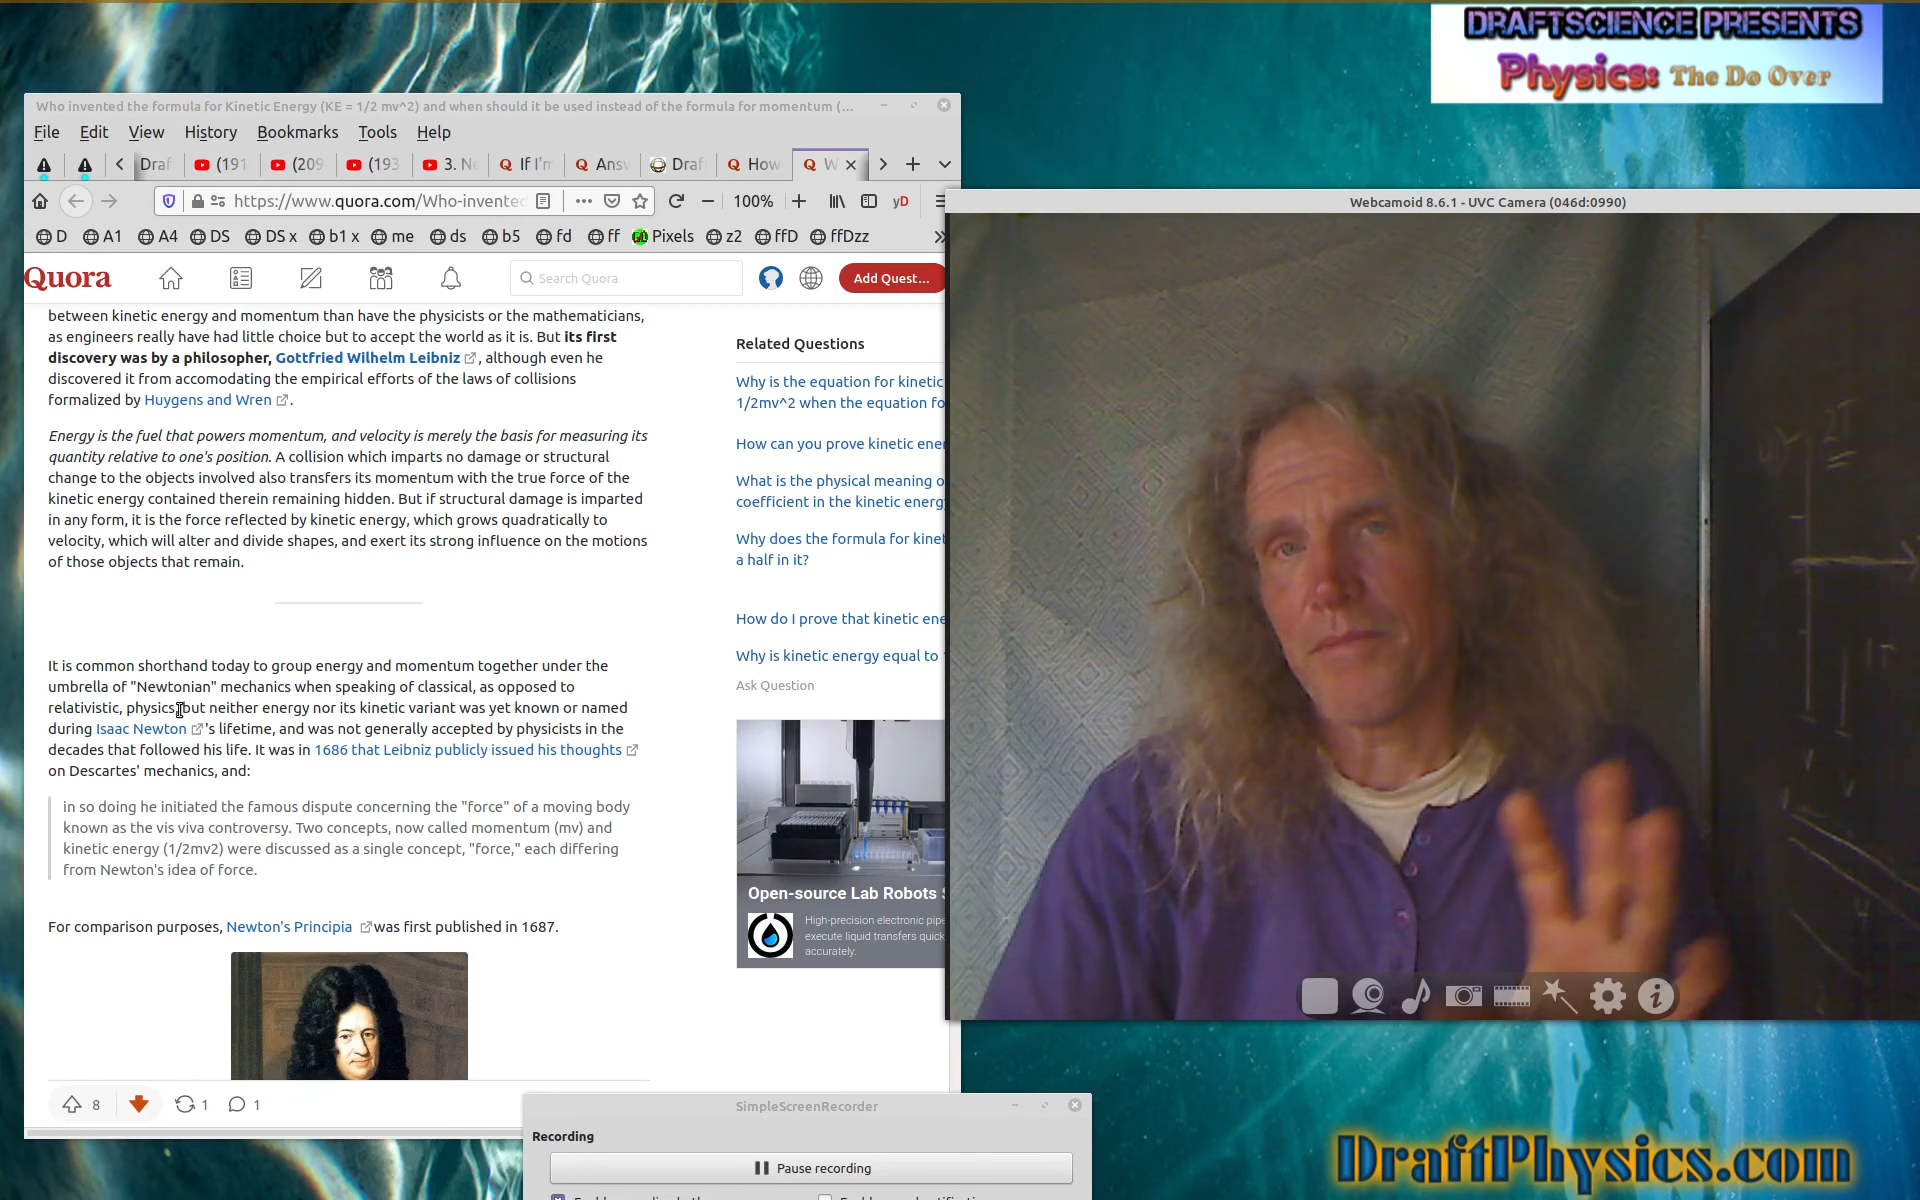 DRAFTSCIENCE PRESENTS
Physics: The Do Over
Who invented the formula for Kinetic Energy (KE = 1/2 mv^2) and when should it be used instead of the formula for momentum (...
File Edit View History Bookmarks Tools Help
Draf (191 (209 (193 3. Ne If I'm Ans Draf How W
https://www.quora.com/Who-invented 100% yD
D A1 A4 DS DS x b1 x me ds b5 fd ff Pixels z2 ffD ffDzz
Quora Search Quora Add Quest...
between kinetic energy and momentum than have the physicists or the mathematicians,
as engineers really have had little choice but to accept the world as it is. But its first
discovery was by a philosopher, Gottfried Wilhelm Leibniz , although even he
discovered it from accomodating the empirical efforts of the laws of collisions
formalized by Huygens and Wren .
Energy is the fuel that powers momentum, and velocity is merely the basis for measuring its
quantity relative to one's position. A collision which imparts no damage or structural
change to the objects involved also transfers its momentum with the true force of the
kinetic energy contained therein remaining hidden. But if structural damage is imparted
in any form, it is the force reflected by kinetic energy, which grows quadratically to
velocity, which will alter and divide shapes, and exert its strong influence on the motions
of those objects that remain.
It is common shorthand today to group energy and momentum together under the
umbrella of "Newtonian" mechanics when speaking of classical, as opposed to
relativistic, physics, but neither energy nor its kinetic variant was yet known or named
during Isaac Newton 's lifetime, and was not generally accepted by physicists in the
decades that followed his life. It was in 1686 that Leibniz publicly issued his thoughts
on Descartes' mechanics, and:
in so doing he initiated the famous dispute concerning the "force" of a moving body
known as the vis viva controversy. Two concepts, now called momentum (mv) and
kinetic energy (1/2mv2) were discussed as a single concept, "force," each differing
from Newton's idea of force.
For comparison purposes, Newton's Principia was first published in 1687.
8 1 1
Related Questions
Why is the equation for kinetic
1/2mv^2 when the equation fo
How can you prove kinetic ener
What is the physical meaning o
coefficient in the kinetic energy
Why does the formula for kinet
a half in it?
How do I prove that kinetic ene
Why is kinetic energy equal to
Ask Question
Open-source Lab Robots S
High-precision electronic pipe
execute liquid transfers quick
accurately.
Webcamoid 8.6.1 - UVC Camera (046d:0990)
SimpleScreenRecorder
Recording
Pause recording
DraftPhysics.com